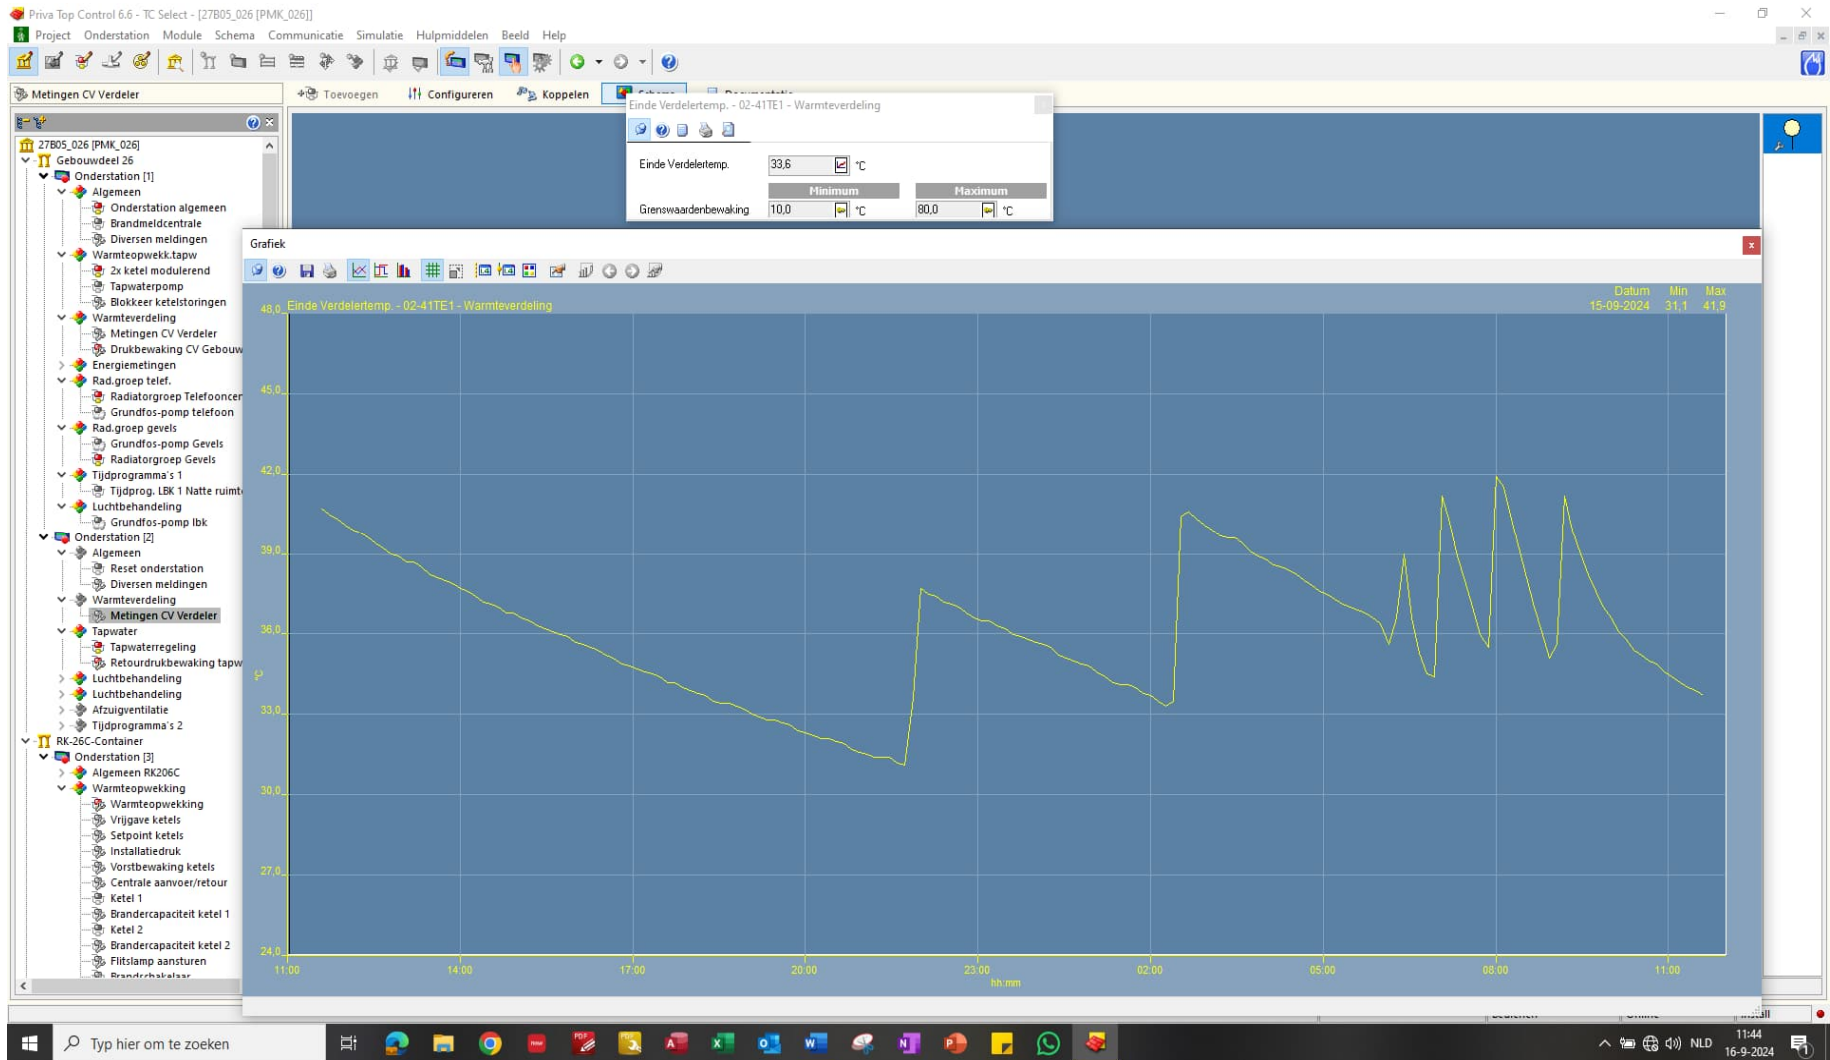 Priva Top Control 6.6 - TC Select - [27B05_026 [PMK_026]]
Project Onderstation Module Schema Communicatie Simulatie Hulpmiddelen Beeld Help
Metingen CV Verdeler
Toevoegen Configureren Koppelen
Einde Verdelertemp. - 02-41TE1 - Warmteverdeling
Einde Verdelertemp. 33,6 °C
Minimum Maximum
Grenswaardenbewaking 10,0 °C 80,0 °C
27B05_026 [PMK_026]
Gebouwdeel 26
Onderstation [1]
Algemeen
Onderstation algemeen
Brandmeldcentrale
Diversen meldingen
Warmteopwekk.tapw
2x ketel modulerend
Tapwaterpomp
Blokkeer ketelstoringen
Warmteverdeling
Metingen CV Verdeler
Drukbewaking CV Gebouw
Energiemetingen
Rad.groep telef.
Radiatorgroep Telefooncer
Grundfos-pomp telefoon
Rad.groep gevels
Grundfos-pomp Gevels
Radiatorgroep Gevels
Tijdprogramma's 1
Tijdprog. LBK 1 Natte ruimt
Luchtbehandeling
Grundfos-pomp lbk
Onderstation [2]
Algemeen
Reset onderstation
Diversen meldingen
Warmteverdeling
Metingen CV Verdeler
Tapwater
Tapwaterregeling
Retourdrukbewaking tapw
Luchtbehandeling
Luchtbehandeling
Afzuigventilatie
Tijdprogramma's 2
RK-26C-Container
Onderstation [3]
Algemeen RK206C
Warmteopwekking
Warmteopwekking
Vrijgave ketels
Setpoint ketels
Installatiedruk
Vorstbewaking ketels
Centrale aanvoer/retour
Ketel 1
Brandercapaciteit ketel 1
Ketel 2
Brandercapaciteit ketel 2
Flitslamp aansturen
Brandschakelaar
Grafiek
Datum Min Max
15-09-2024 31,1 41,9
Einde Verdelertemp. - 02-41TE1 - Warmteverdeling
48,0
45,0
42,0
39,0
36,0
°C
33,0
30,0
27,0
24,0
11:00 14:00 17:00 20:00 23:00 02:00 05:00 08:00 11:00
hh:mm
Typ hier om te zoeken
NLD
11:44
16-9-2024